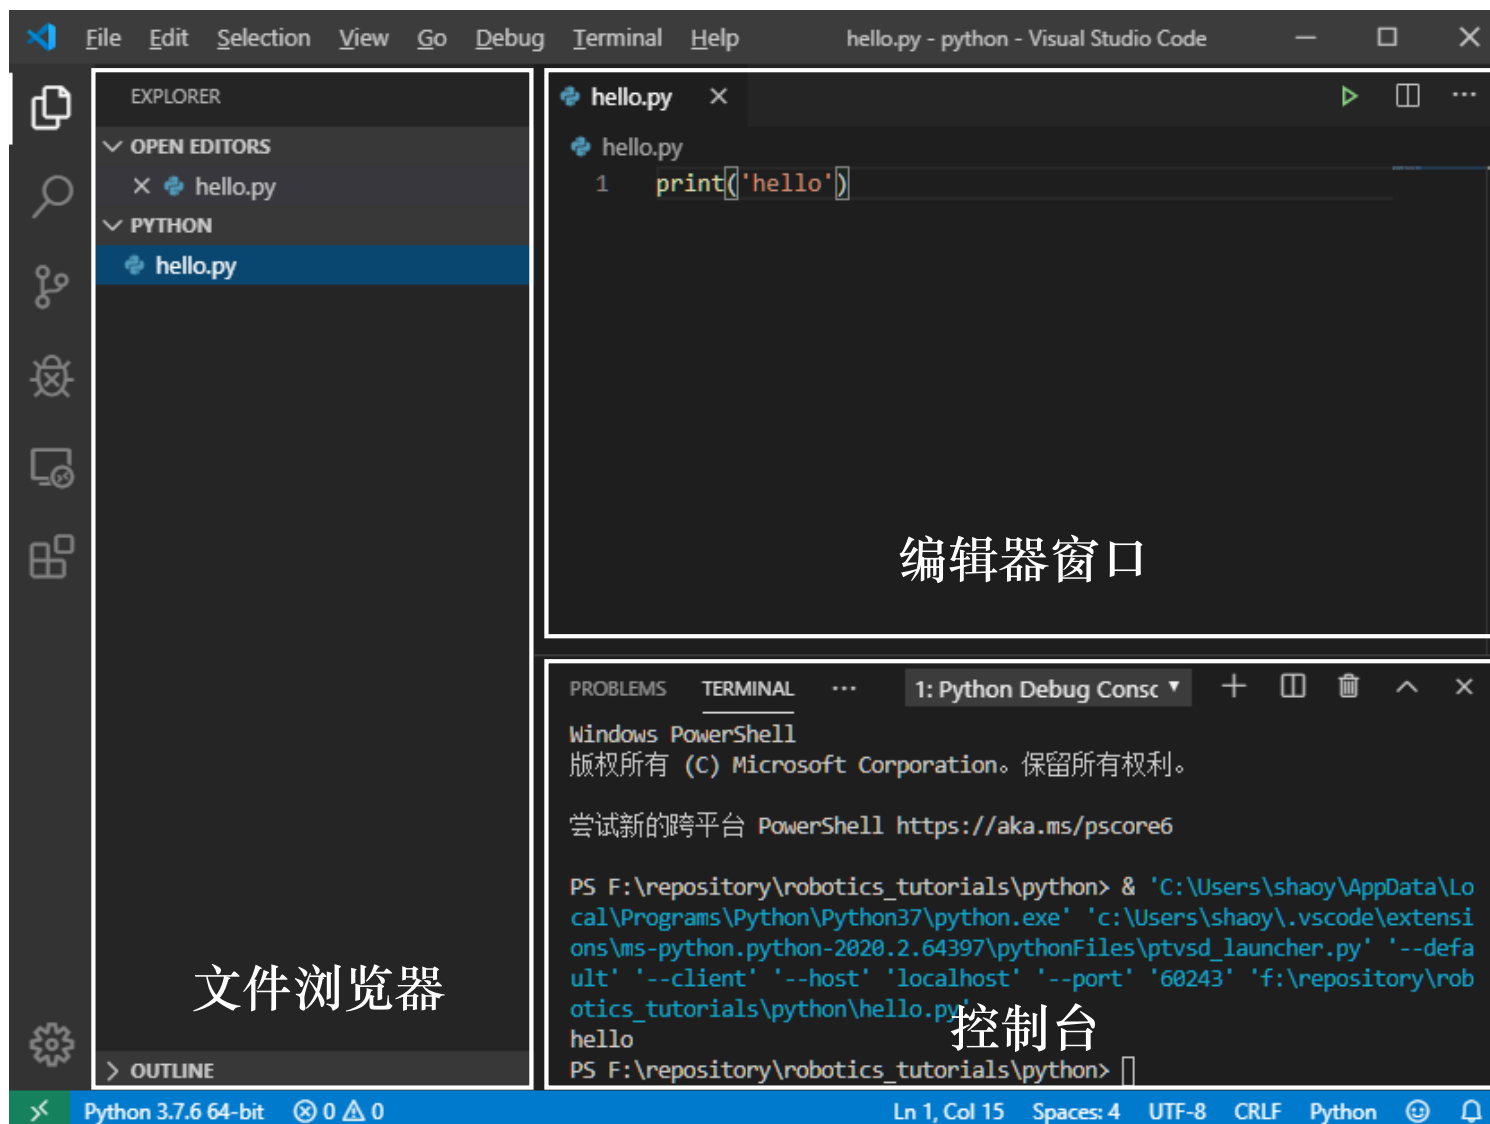 File Edit Selection View Go Debug Terminal Help hello.py - python - Visual Studio Code
EXPLORER
OPEN EDITORS
hello.py
PYTHON
hello.py
文件浏览器
OUTLINE
hello.py
hello.py
1 print('hello')
编辑器窗口
PROBLEMS TERMINAL ··· 1: Python Debug Consc
Windows PowerShell
版权所有 (C) Microsoft Corporation。保留所有权利。
尝试新的跨平台 PowerShell https://aka.ms/pscore6
PS F:\repository\robotics_tutorials\python> & 'C:\Users\shaoy\AppData\Lo
cal\Programs\Python\Python37\python.exe' 'c:\Users\shaoy\.vscode\extensi
ons\ms-python.python-2020.2.64397\pythonFiles\ptvsd_launcher.py' '--defa
ult' '--client' '--host' 'localhost' '--port' '60243' 'f:\repository\rob
otics_tutorials\python\hello.py'
控制台
hello
PS F:\repository\robotics_tutorials\python>
Python 3.7.6 64-bit 0 0 Ln 1, Col 15 Spaces: 4 UTF-8 CRLF Python